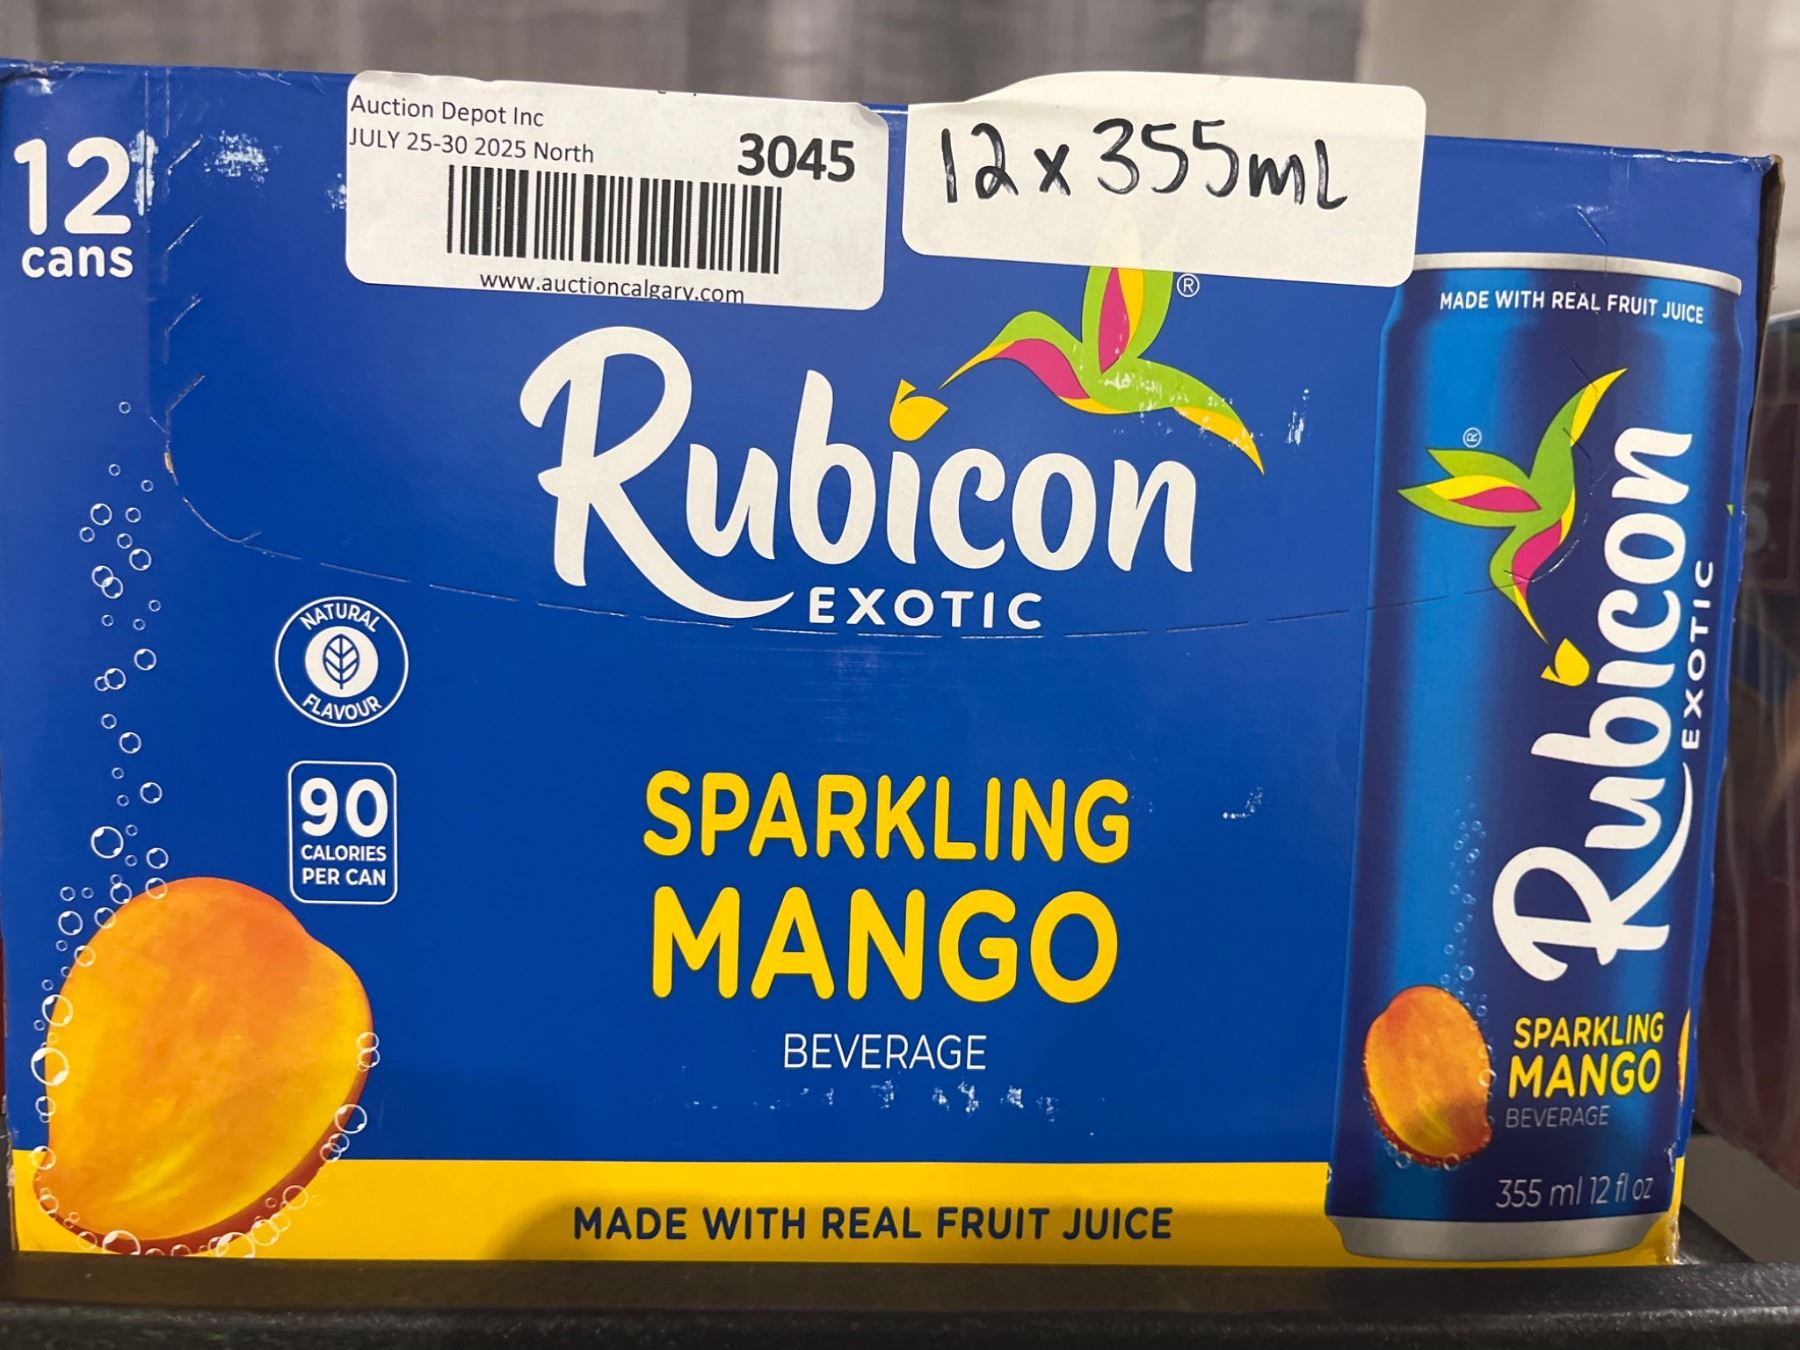 Auction Depot Inc
JULY 25-30 2025 North
3045
www.auctioncalgary.com
12x355mL
12
cans
Rubicon
®
EXOTIC
NATURAL
FLAVOUR
90
CALORIES
PER CAN
SPARKLING
MANGO
BEVERAGE
MADE WITH REAL FRUIT JUICE
MADE WITH REAL FRUIT JUICE
®
Rubicon
EXOTIC
SPARKLING
MANGO
BEVERAGE
355 ml 12 fl oz